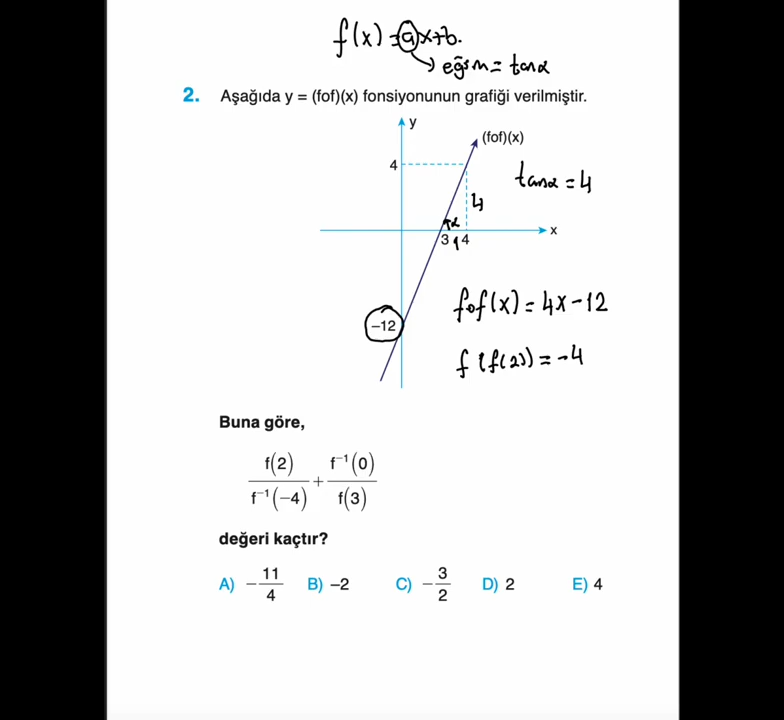 f(x) = ax+b.
eğim = tanα
2. Aşağıda y = (fof)(x) fonsiyonunun grafiği verilmiştir.
y
(fof)(x)
4
tanα = 4
4
α
x
3 1 4
fof(x) = 4x-12
-12
f(f(2)) = -4
Buna göre,
f(2)/f⁻¹(-4) + f⁻¹(0)/f(3)
değeri kaçtır?
A) -11/4 B) -2 C) -3/2 D) 2 E) 4